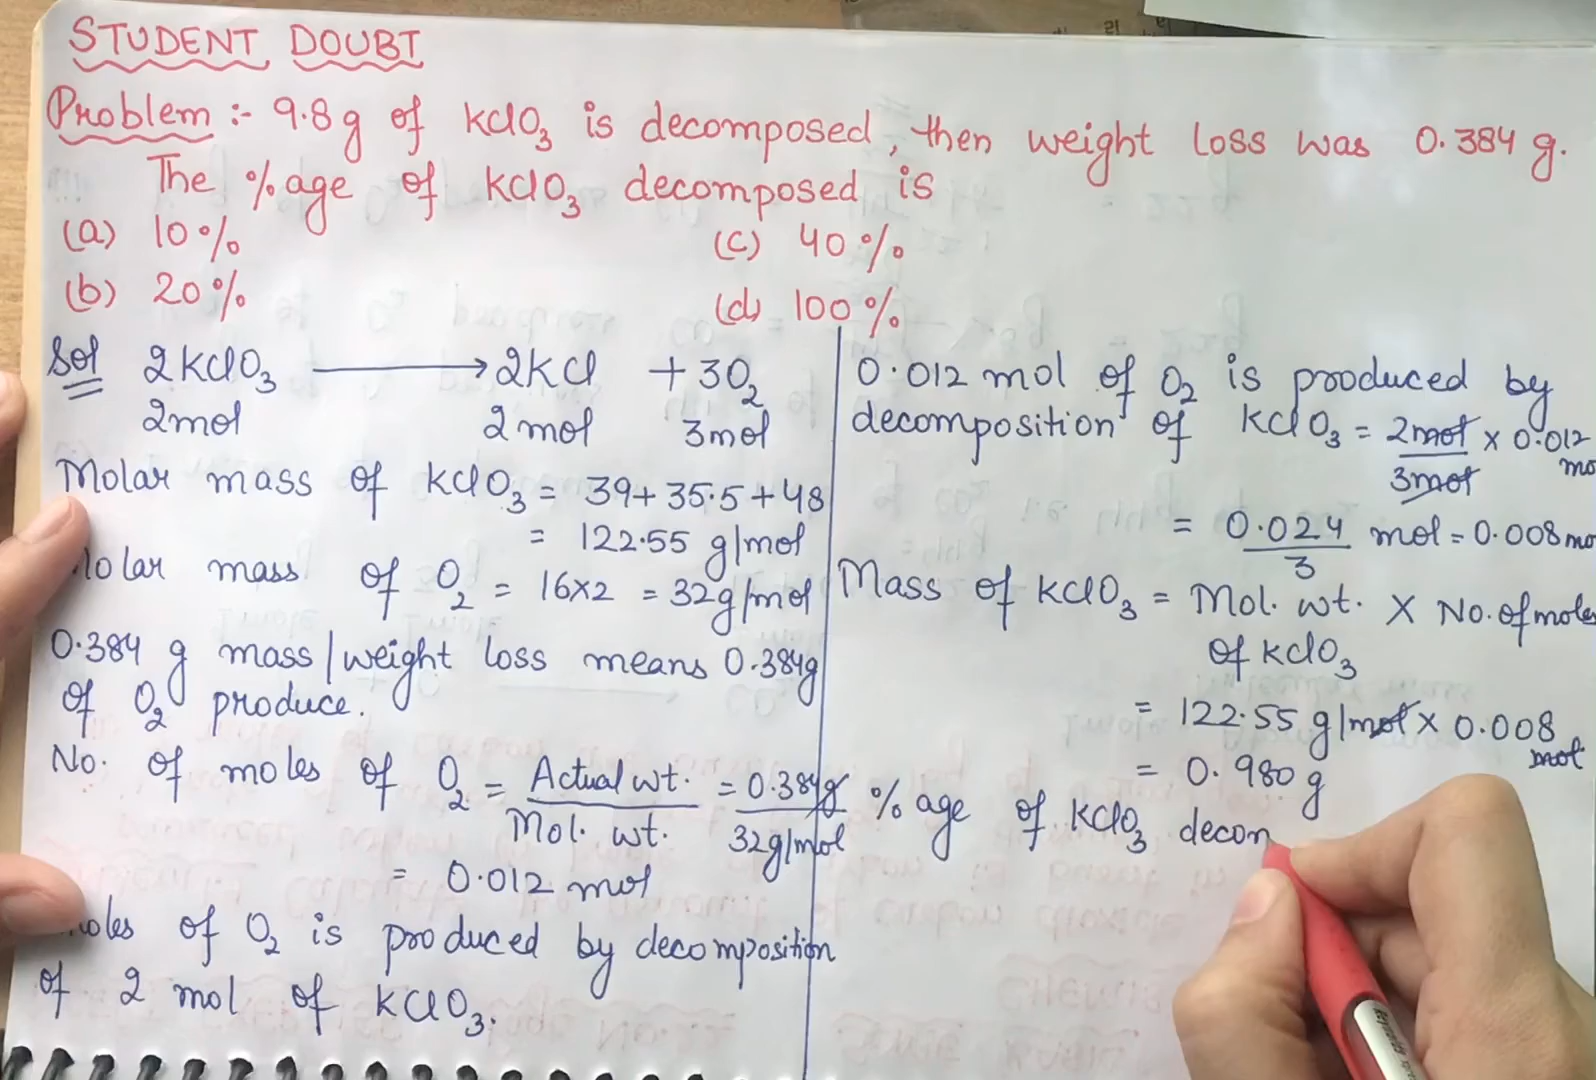 STUDENT DOUBT
Problem :- 9.8 g of KClO3 is decomposed, then weight loss was 0.384 g.
The % age of KClO3 decomposed is
(a) 10%
(c) 40%
(b) 20%
(d) 100%
Sol 2KClO3 → 2KCl + 3O2
2mol 2mol 3mol
Molar mass of KClO3 = 39+35.5+48
= 122.55 g/mol
olar mass of O2 = 16×2 = 32g/mol
0.384 g mass/weight loss means 0.384g
of O2 produce.
No. of moles of O2 = Actual wt. / Mol. wt. = 0.384g / 32g/mol
= 0.012 mol
oles of O2 is produced by decomposition
of 2 mol of KClO3.
0.012 mol of O2 is produced by
decomposition of KClO3 = 2mol / 3mol × 0.012 mo
= 0.024 / 3 mol = 0.008 mo
Mass of KClO3 = Mol. wt. × No. of moles
of KClO3
= 122.55 g/mol × 0.008 mol
= 0.980 g
% age of KClO3 decom